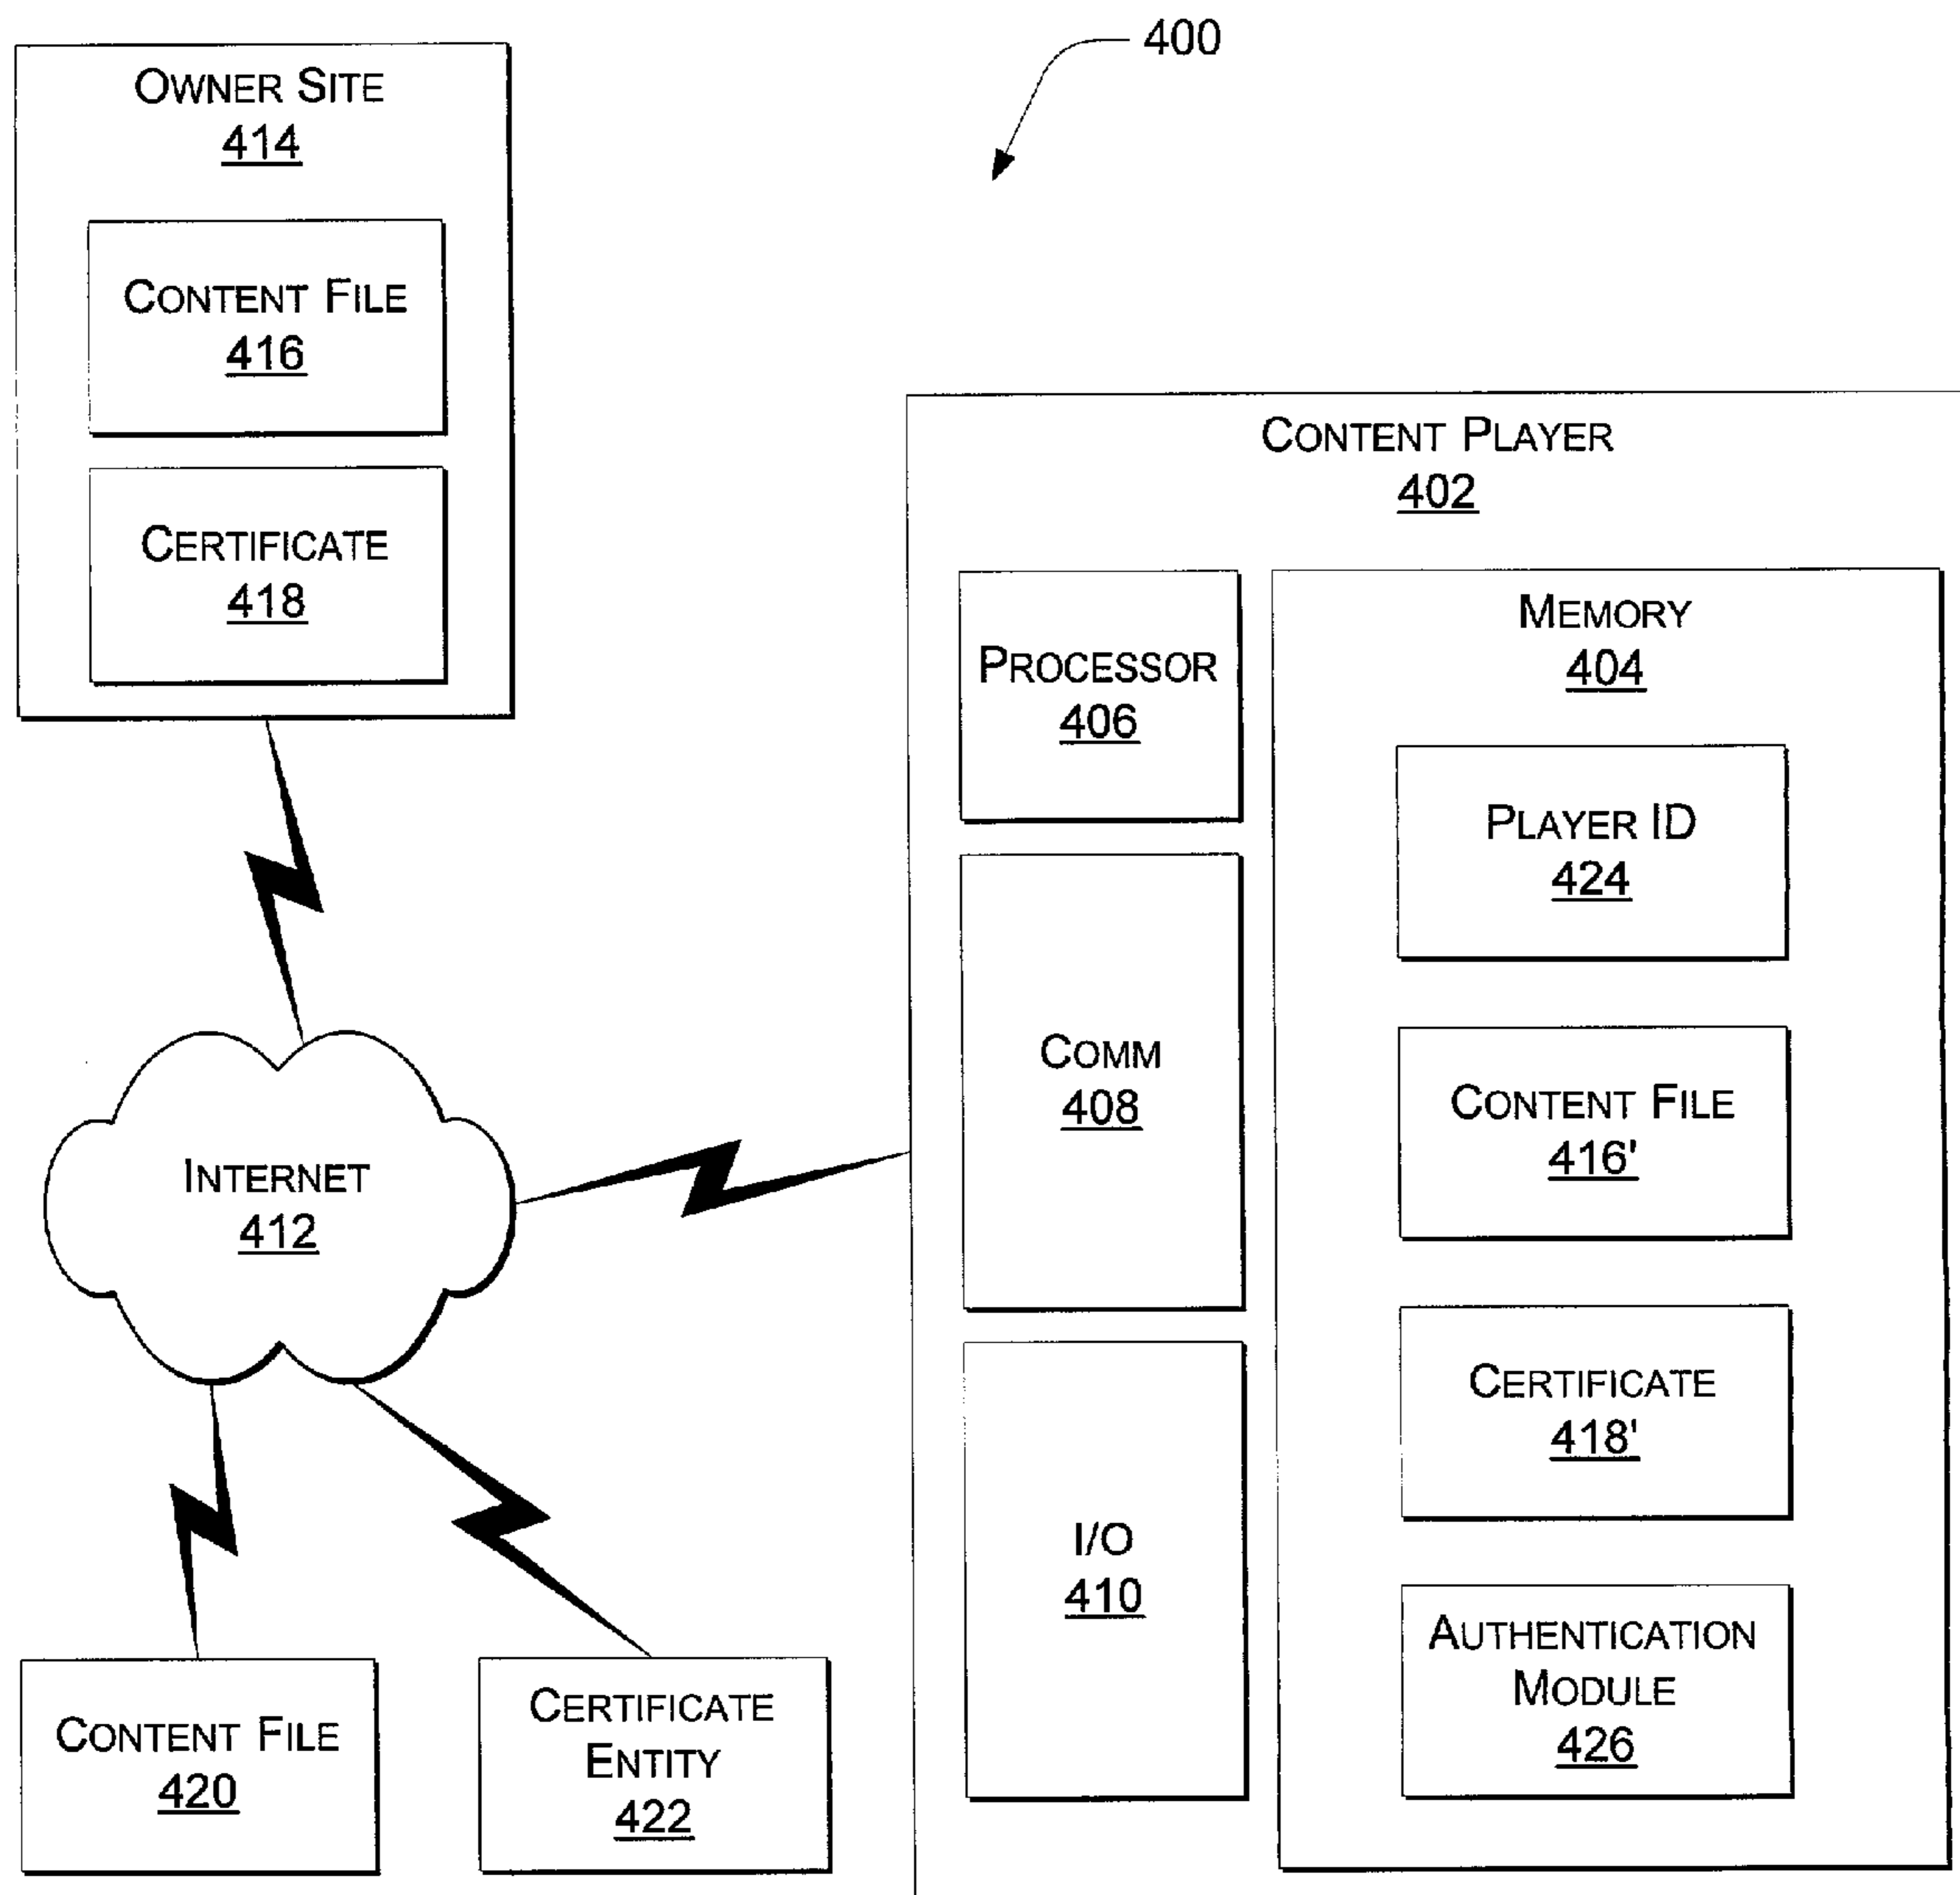 400
OWNER SITE
414
CONTENT FILE
416
CERTIFICATE
418
CONTENT PLAYER
402
PROCESSOR
406
COMM
408
I/O
410
MEMORY
404
PLAYER ID
424
CONTENT FILE
416'
CERTIFICATE
418'
AUTHENTICATION
MODULE
426
INTERNET
412
CONTENT FILE
420
CERTIFICATE
ENTITY
422